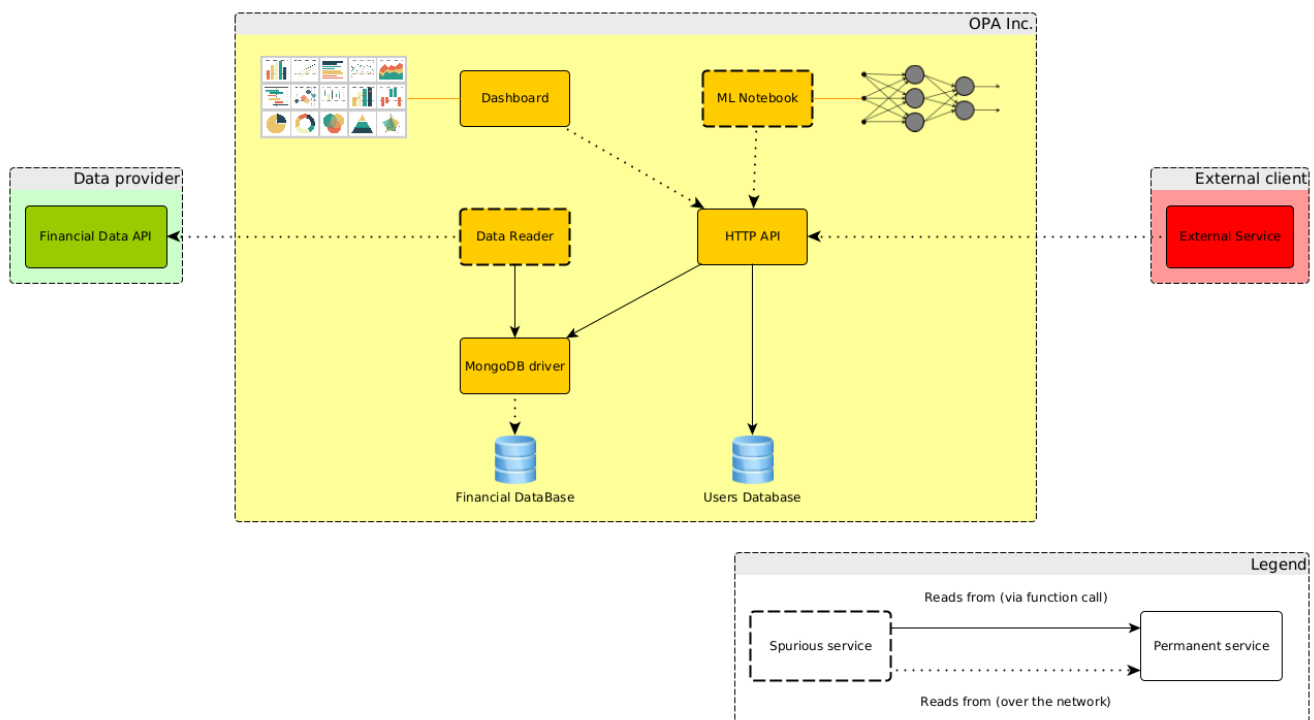 OPA Inc.
Dashboard
ML Notebook
Data provider
External client
Financial Data API
Data Reader
HTTP API
External Service
MongoDB driver
Financial DataBase
Users Database
Legend
Reads from (via function call)
Spurious service
Permanent service
Reads from (over the network)